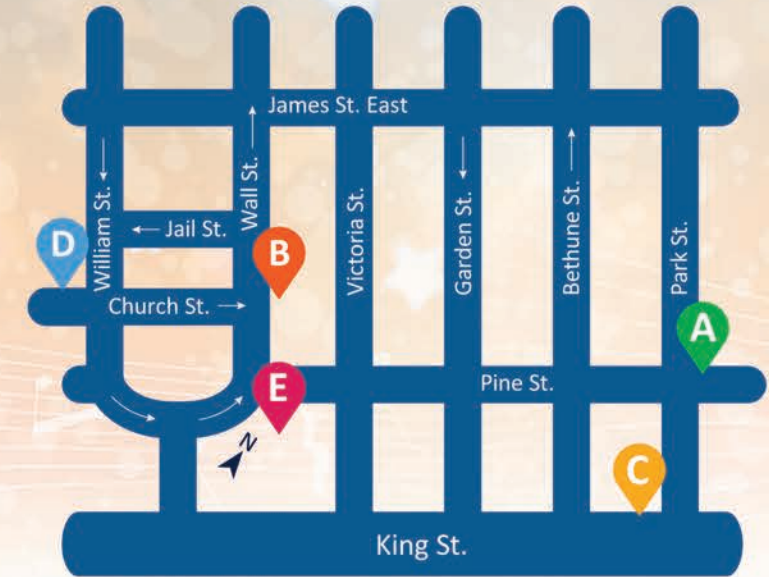 James St. East
William St.
Wall St.
Victoria St.
Garden St.
Bethune St.
Park St.
Jail St.
D
B
Church St.
A
E
Pine St.
N
C
King St.